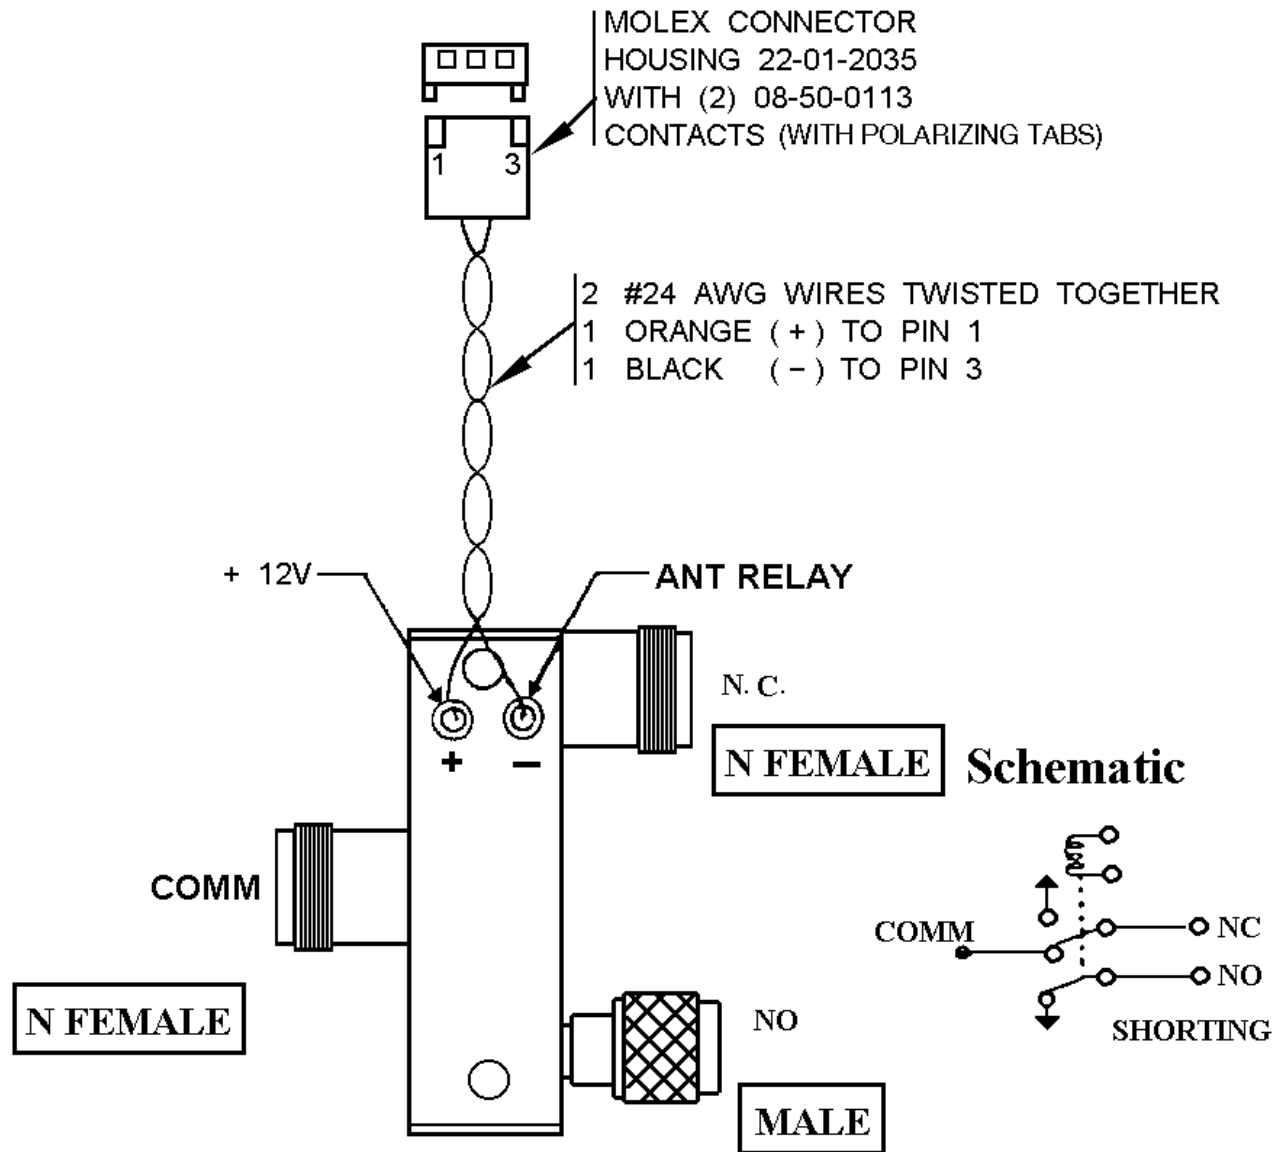 MOLEX CONNECTOR
HOUSING 22-01-2035
WITH (2) 08-50-0113
CONTACTS (WITH POLARIZING TABS)
1 3
2 #24 AWG WIRES TWISTED TOGETHER
1 ORANGE (+) TO PIN 1
1 BLACK (−) TO PIN 3
+ 12V
ANT RELAY
N. C.
+ −
N FEMALE
Schematic
COMM
COMM
NC
NO
SHORTING
N FEMALE
NO
MALE